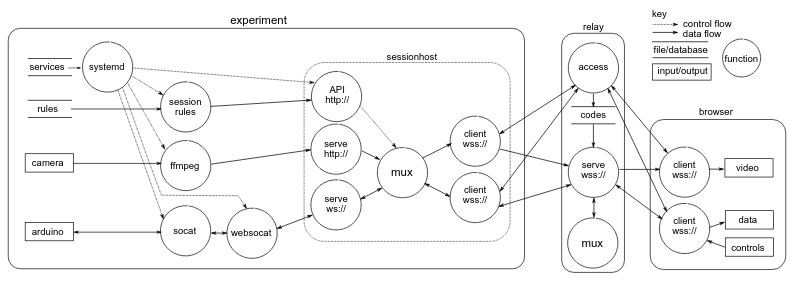 experiment
key
control flow
data flow
file/database
function
input/output
relay
sessionhost
services
systemd
access
API
http://
session
rules
rules
codes
browser
client
wss://
serve
http://
camera
ffmpeg
mux
serve
wss://
client
wss://
video
client
wss://
serve
ws://
data
client
wss://
arduino
socat
websocat
mux
controls